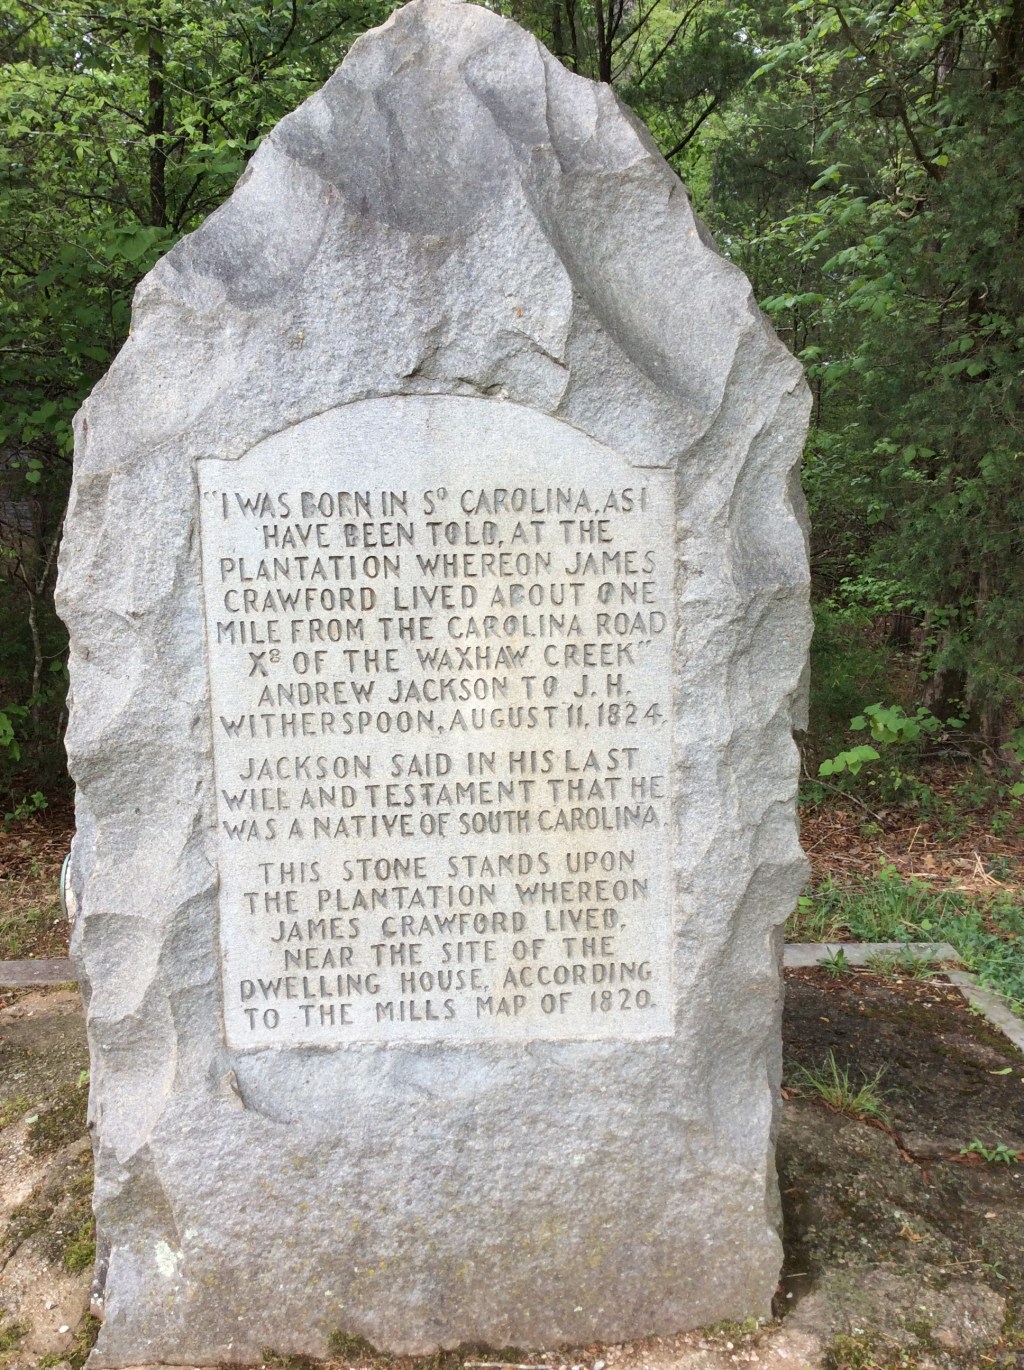 "I WAS BORN IN Sº CAROLINA, AS I
HAVE BEEN TOLD, AT THE
PLANTATION WHEREON JAMES
CRAWFORD LIVED ABOUT ONE
MILE FROM THE CAROLINA ROAD
Xᵍ OF THE WAXHAW CREEK"
ANDREW JACKSON TO J. H.
WITHERSPOON, AUGUST 11, 1824.
JACKSON SAID IN HIS LAST
WILL AND TESTAMENT THAT HE
WAS A NATIVE OF SOUTH CAROLINA.
THIS STONE STANDS UPON
THE PLANTATION WHEREON
JAMES CRAWFORD LIVED.
NEAR THE SITE OF THE
DWELLING HOUSE, ACCORDING
TO THE MILLS MAP OF 1820.